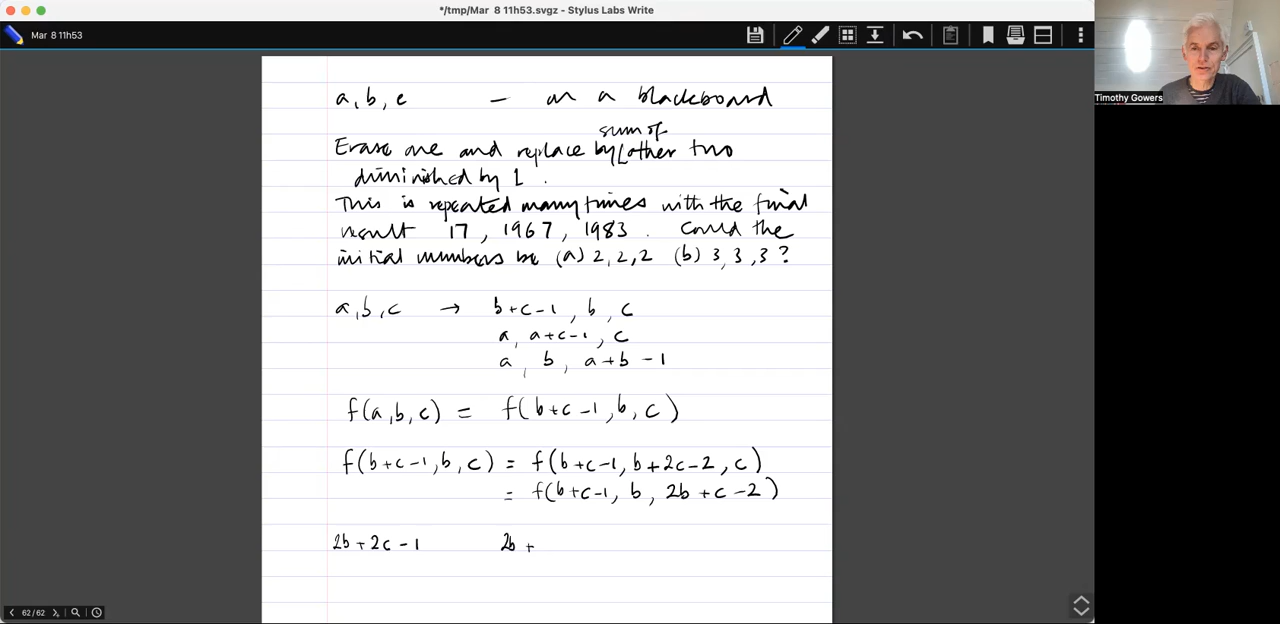 */tmp/Mar 8 11h53.svgz - Stylus Labs Write
Mar 8 11h53
Timothy Gowers
a, b, c — on a blackboard
sum of
Erase one and replace by other two
diminished by 1.
This is repeated many times with the final
result 17, 1967, 1983. Could the
initial numbers be (a) 2,2,2 (b) 3,3,3?
a, b, c → b+c-1, b, c
a, a+c-1, c
a, b, a+b-1
f(a,b,c) = f(b+c-1, b, c)
f(b+c-1, b, c) = f(b+c-1, b+2c-2, c)
= f(b+c-1, b, 2b+c-2)
2b+2c-1 2b+
62/62